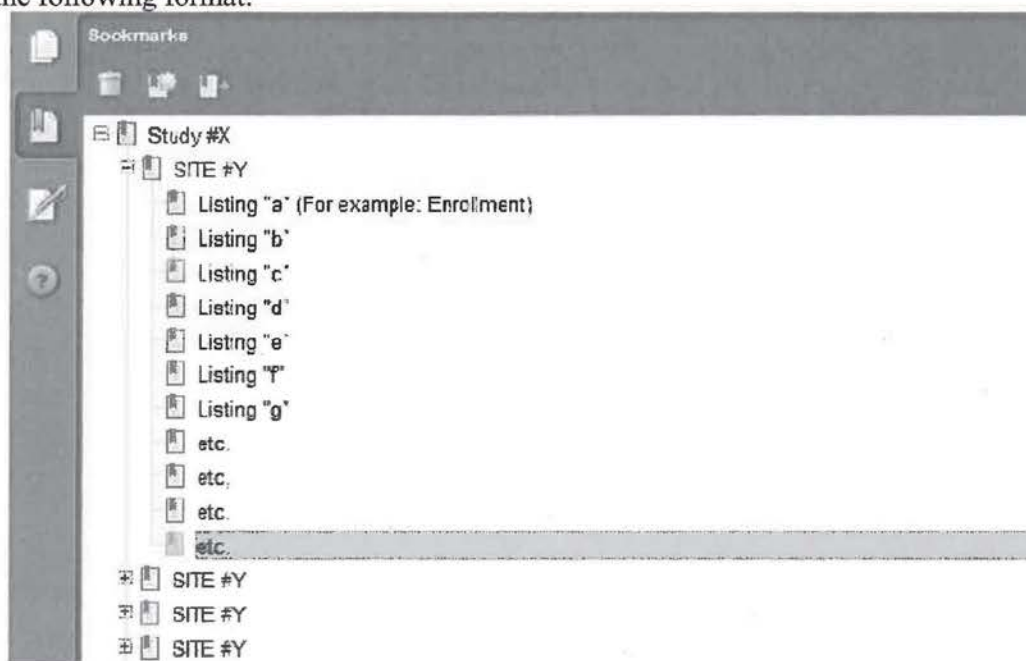 the following format:
Bookmarks
Study #X
SITE #Y
Listing "a" (For example: Enrollment)
Listing "b"
Listing "c"
Listing "d"
Listing "e"
Listing "f"
Listing "g"
etc.
etc.
etc.
etc.
SITE #Y
SITE #Y
SITE #Y